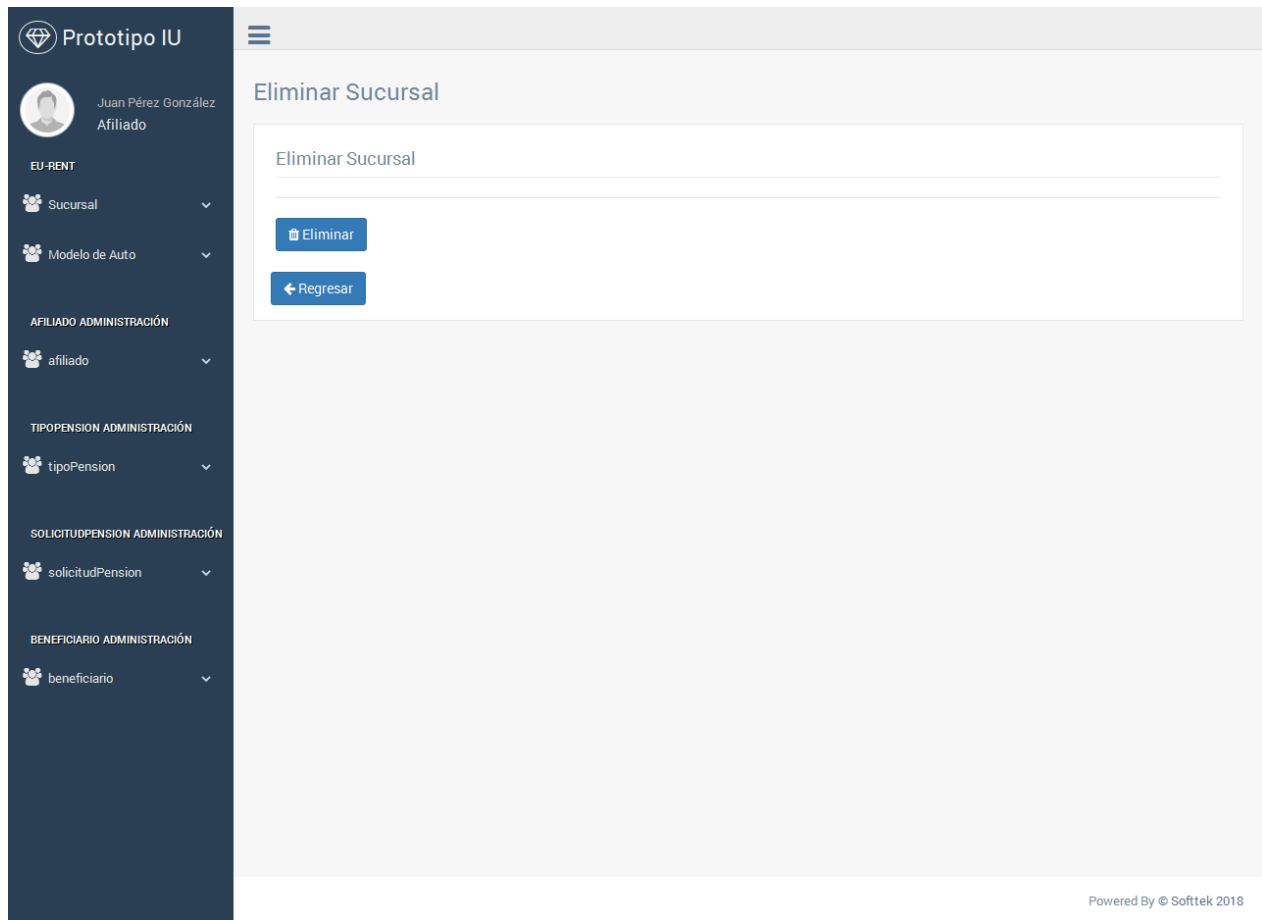 Prototipo IU
Juan Pérez González
Afiliado
EU-RENT
Sucursal
Modelo de Auto
AFILIADO ADMINISTRACIÓN
afiliado
TIPOPENSION ADMINISTRACIÓN
tipoPension
SOLICITUDPENSION ADMINISTRACIÓN
solicitudPension
BENEFICIARIO ADMINISTRACIÓN
beneficiario
Eliminar Sucursal
Eliminar Sucursal
Eliminar
Regresar
Powered By © Softtek 2018